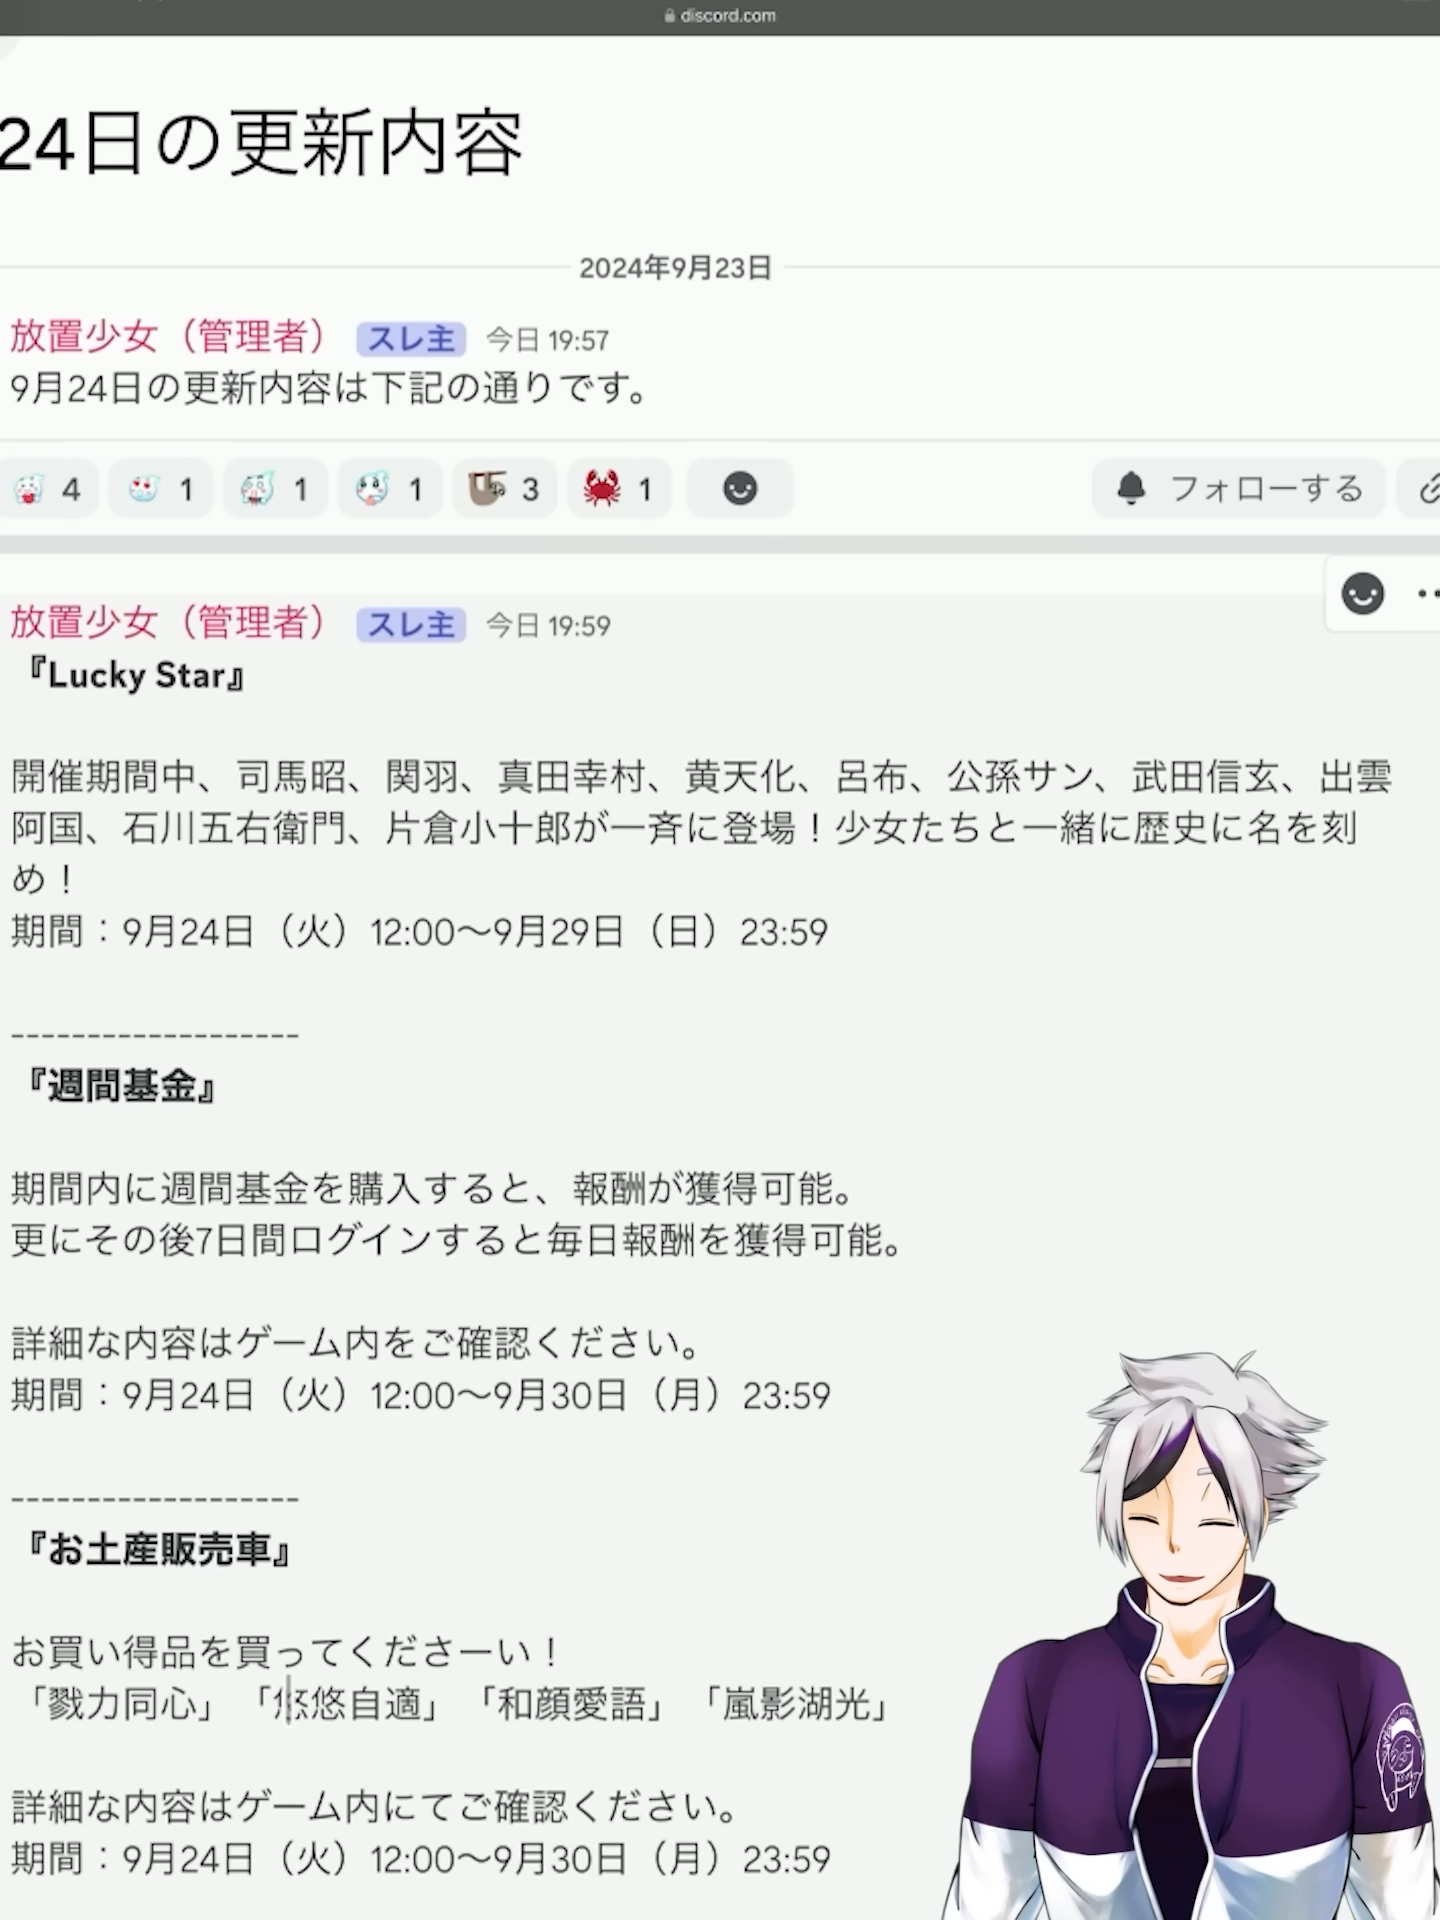 discord.com
24日の更新内容
2024年9月23日
放置少女（管理者） スレ主 今日 19:57
9月24日の更新内容は下記の通りです。
4 1 1 1 3 1 フォローする
放置少女（管理者） スレ主 今日 19:59
『Lucky Star』
開催期間中、司馬昭、関羽、真田幸村、黄天化、呂布、公孫サン、武田信玄、出雲
阿国、石川五右衛門、片倉小十郎が一斉に登場！少女たちと一緒に歴史に名を刻
め！
期間：9月24日（火）12:00～9月29日（日）23:59
-------------------
『週間基金』
期間内に週間基金を購入すると、報酬が獲得可能。
更にその後7日間ログインすると毎日報酬を獲得可能。
詳細な内容はゲーム内をご確認ください。
期間：9月24日（火）12:00～9月30日（月）23:59
-------------------
『お土産販売車』
お買い得品を買ってくださーい！
「戮力同心」「悠悠自適」「和顔愛語」「嵐影湖光」
詳細な内容はゲーム内にてご確認ください。
期間：9月24日（火）12:00～9月30日（月）23:59